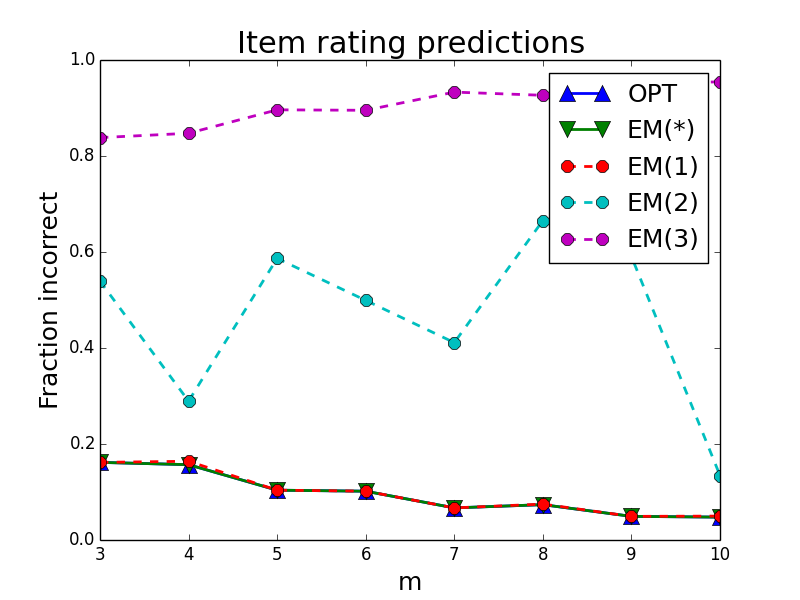 Item rating predictions
1.0
0.8
0.6
0.4
0.2
0.0
Fraction incorrect
3 4 5 6 7 8 9 10
m
OPT
EM(*)
EM(1)
EM(2)
EM(3)